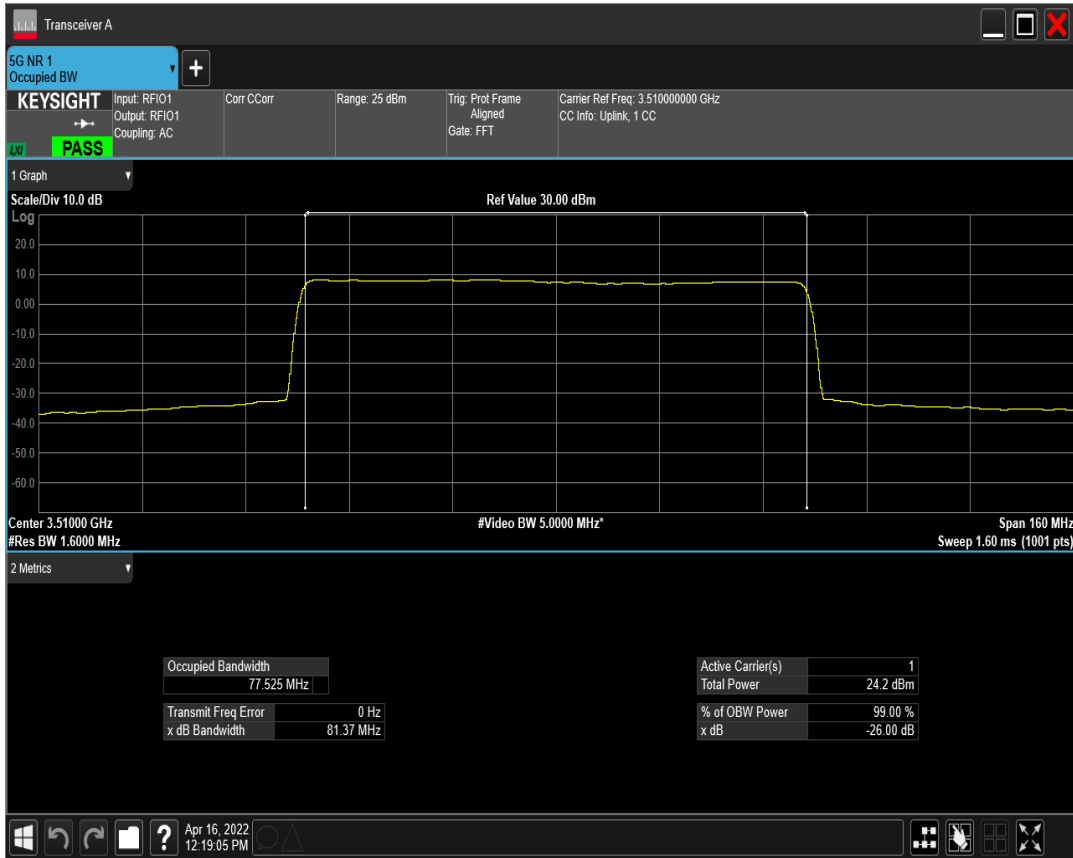 Transceiver A
5G NR 1
Occupied BW
KEYSIGHT
LXI
PASS
Input: RFIO1
Output: RFIO1
Coupling: AC
Corr CCorr
Range: 25 dBm
Trig: Prot Frame
Aligned
Gate: FFT
Carrier Ref Freq: 3.510000000 GHz
CC Info: Uplink, 1 CC
1 Graph
Scale/Div 10.0 dB
Ref Value 30.00 dBm
Log
20.0
10.0
0.00
-10.0
-20.0
-30.0
-40.0
-50.0
-60.0
Center 3.51000 GHz
#Video BW 5.0000 MHz*
Span 160 MHz
#Res BW 1.6000 MHz
Sweep 1.60 ms (1001 pts)
2 Metrics
Occupied Bandwidth
77.525 MHz
Transmit Freq Error 0 Hz
x dB Bandwidth 81.37 MHz
Active Carrier(s) 1
Total Power 24.2 dBm
% of OBW Power 99.00 %
x dB -26.00 dB
?
Apr 16, 2022
12:19:05 PM